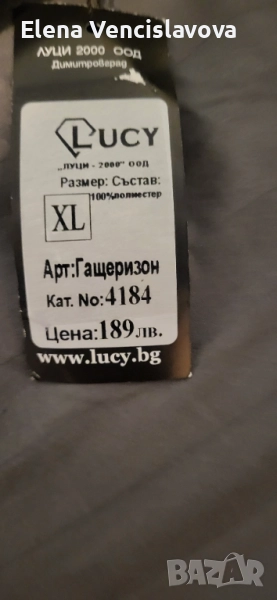 Elena Vencislavova
ЛУЦИ 2000 ООД
Димитровград
LUCY
„ЛУЦИ - 2000" ООД
Размер: Състав:
100%полиестер
XL
Арт:Гащеризон
Кат. No:4184
Цена:189лв.
www.lucy.bg
Bazar